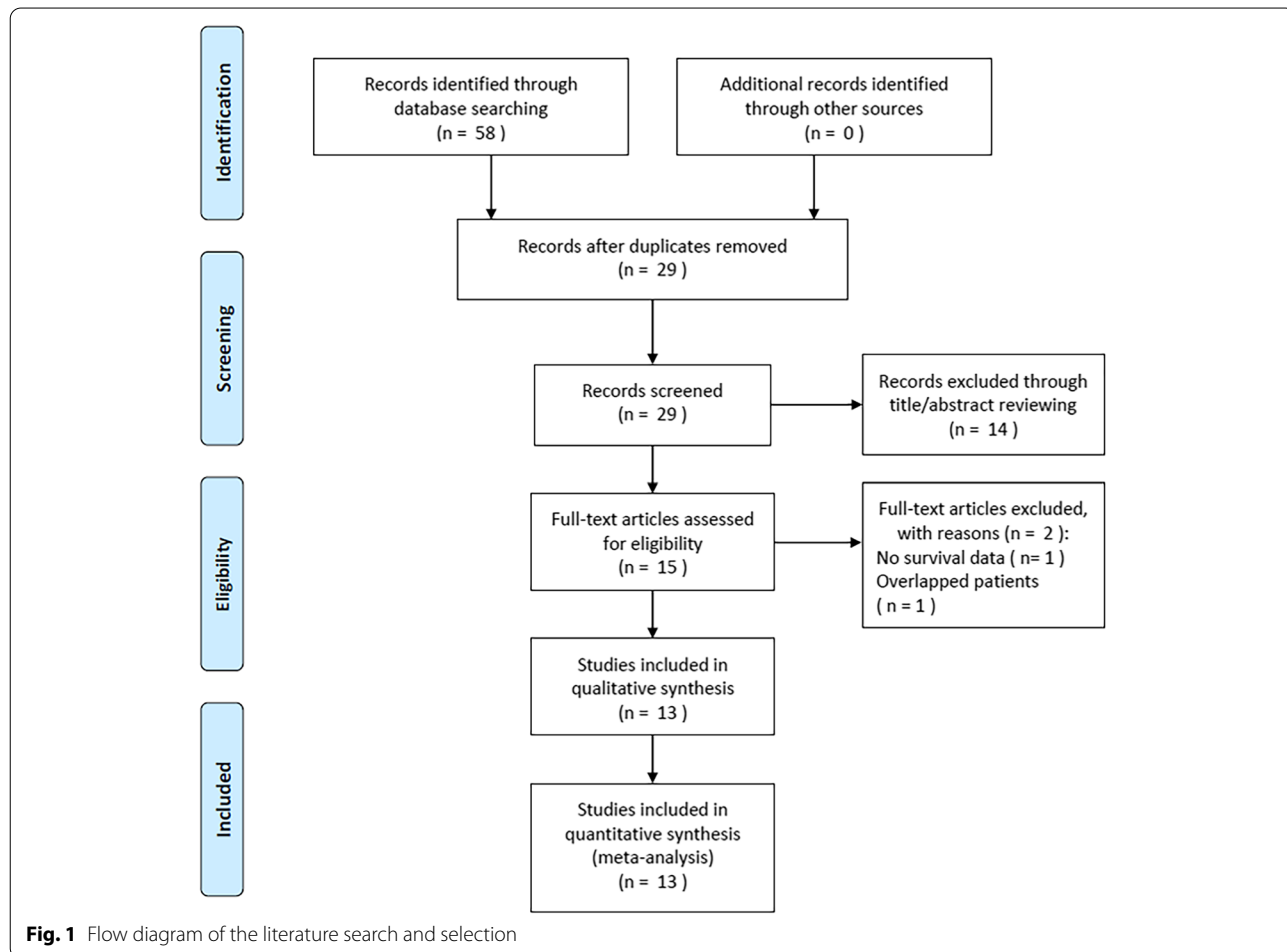 Identification
Records identified through
database searching
(n = 58 )
Additional records identified
through other sources
(n = 0 )
Records after duplicates removed
(n = 29 )
Screening
Records screened
(n = 29 )
Records excluded through
title/abstract reviewing
(n = 14 )
Eligibility
Full-text articles assessed
for eligibility
(n = 15 )
Full-text articles excluded,
with reasons (n = 2 ):
No survival data ( n= 1 )
Overlapped patients
( n = 1 )
Studies included in
qualitative synthesis
(n = 13 )
Included
Studies included in
quantitative synthesis
(meta-analysis)
(n = 13 )
Fig. 1 Flow diagram of the literature search and selection